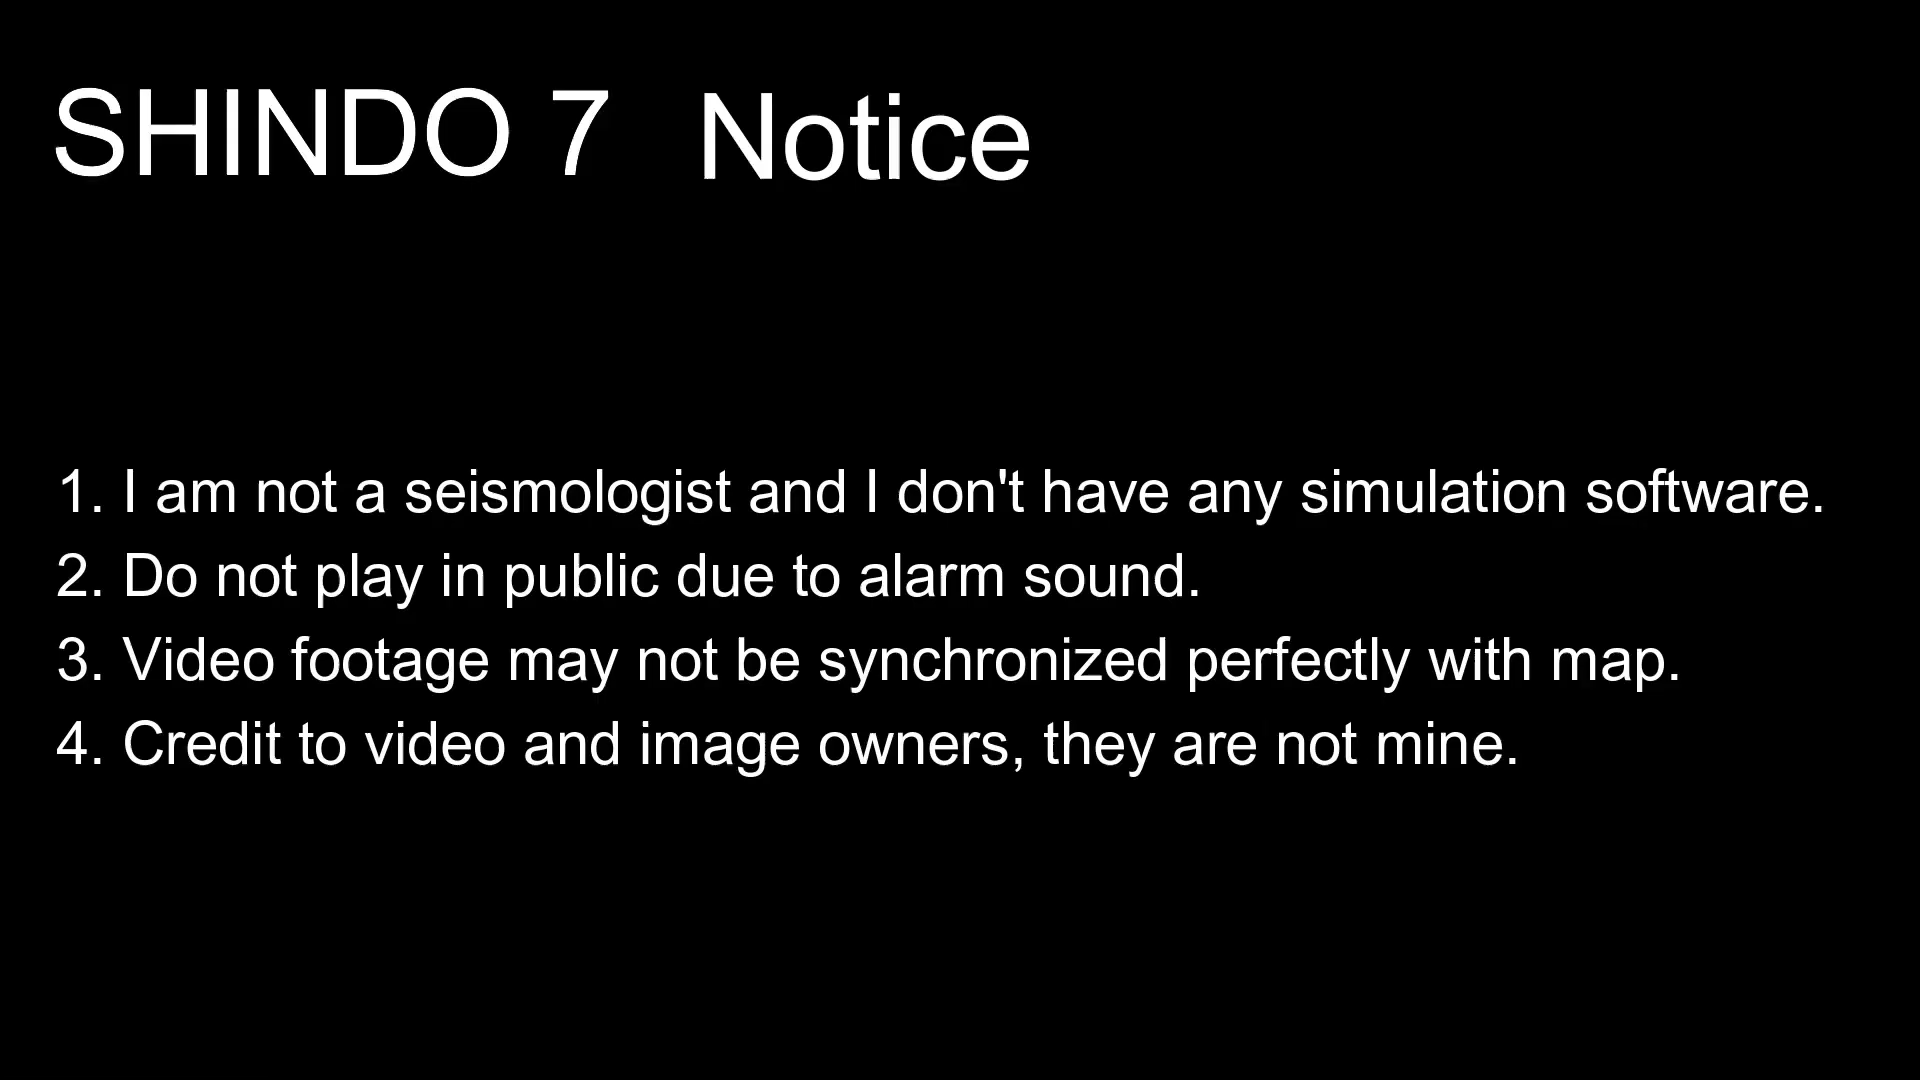 SHINDO 7 Notice
1. I am not a seismologist and I don't have any simulation software.
2. Do not play in public due to alarm sound.
3. Video footage may not be synchronized perfectly with map.
4. Credit to video and image owners, they are not mine.